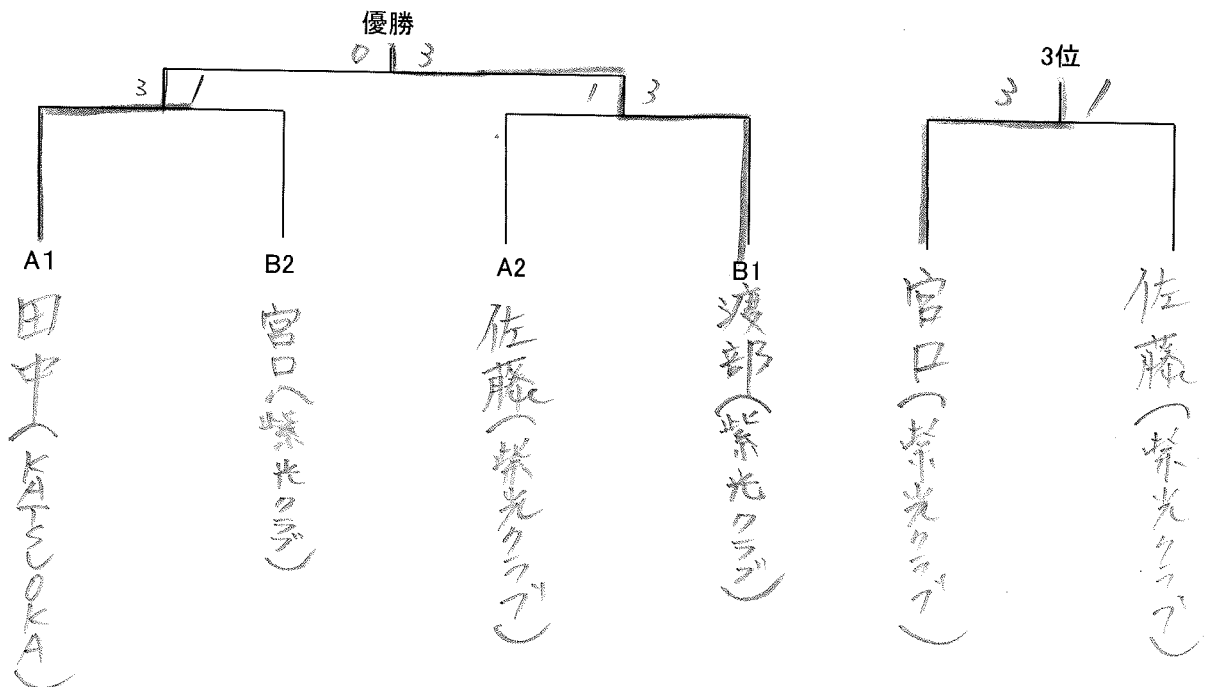 優勝
0 3
3位
3 1
1 3
3 1
A1
B2
A2
B1
田中(KATSUOKA)
宮口(紫光クラブ)
佐藤(紫光クラブ)
渡部(紫光クラブ)
宮口(紫光クラブ)
佐藤(紫光クラブ)